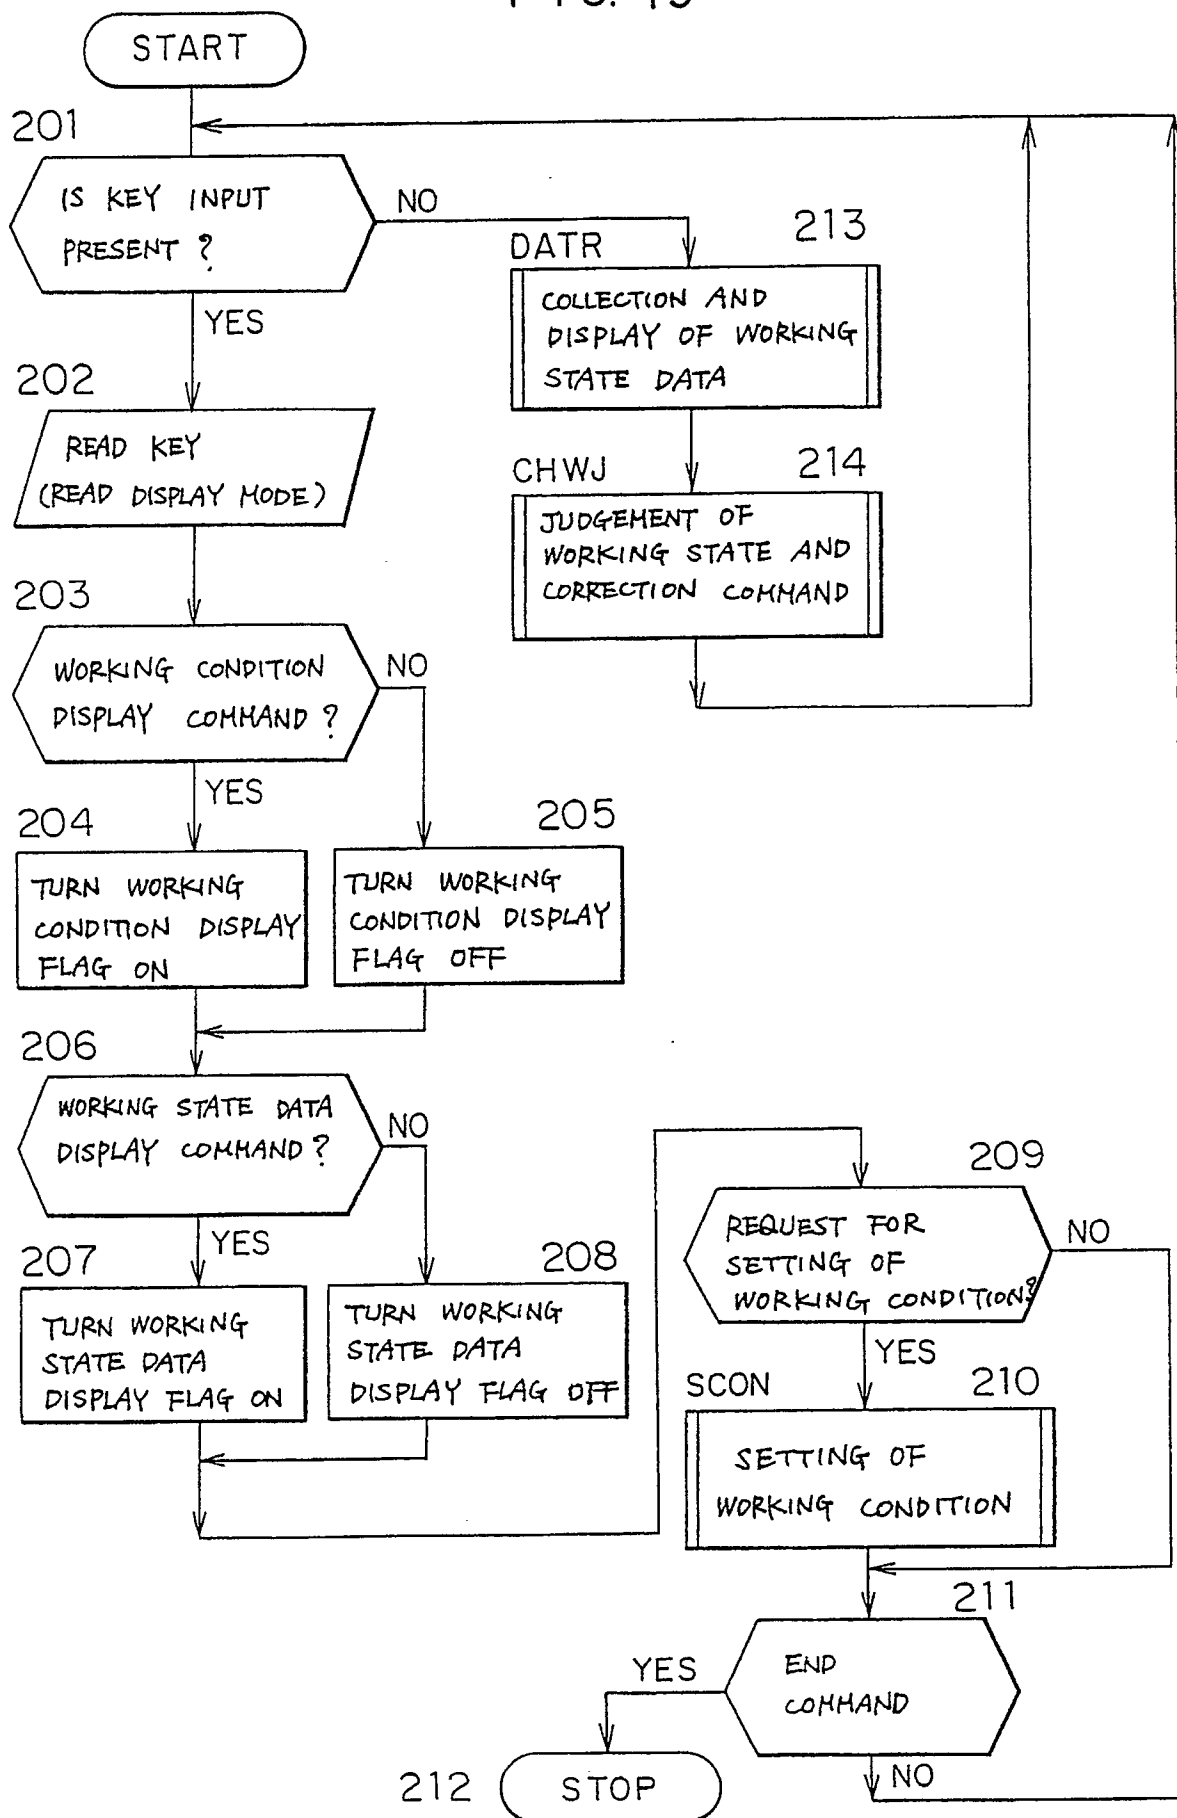 FIG. 15
START
201
IS KEY INPUT
PRESENT ?
NO
YES
DATR
213
COLLECTION AND
DISPLAY OF WORKING
STATE DATA
202
READ KEY
(READ DISPLAY MODE)
CHWJ
214
JUDGEMENT OF
WORKING STATE AND
CORRECTION COMMAND
203
WORKING CONDITION
DISPLAY COMMAND ?
NO
YES
204
TURN WORKING
CONDITION DISPLAY
FLAG ON
205
TURN WORKING
CONDITION DISPLAY
FLAG OFF
206
WORKING STATE DATA
DISPLAY COMMAND ?
NO
YES
207
TURN WORKING
STATE DATA
DISPLAY FLAG ON
208
TURN WORKING
STATE DATA
DISPLAY FLAG OFF
209
REQUEST FOR
SETTING OF
WORKING CONDITION?
NO
YES
SCON
210
SETTING OF
WORKING CONDITION
211
END
COMMAND
YES
NO
212
STOP